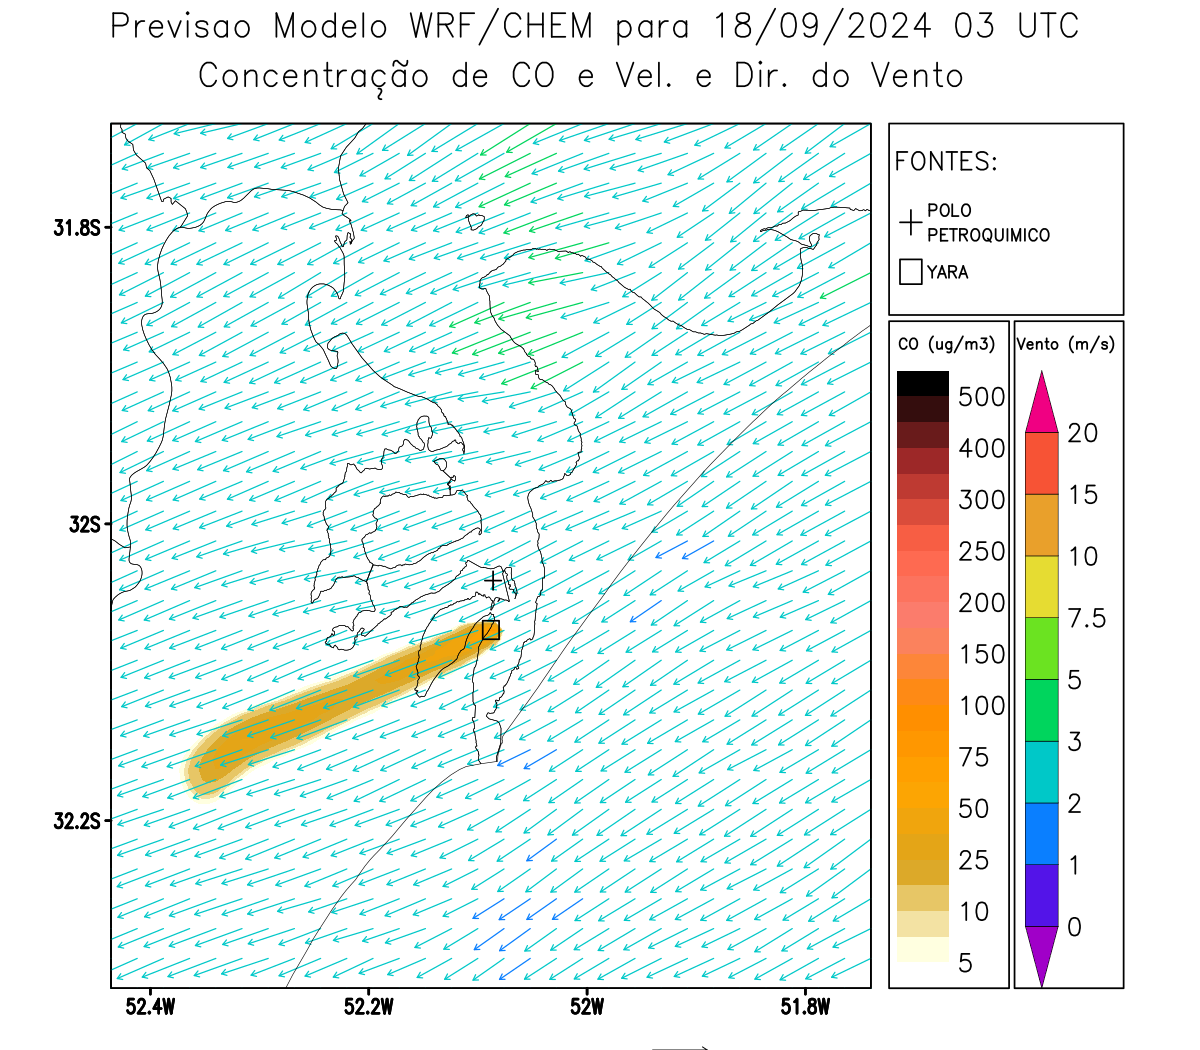 Previsao Modelo WRF/CHEM para 18/09/2024 03 UTC
Concentração de CO e Vel. e Dir. do Vento
FONTES:
POLO
PETROQUIMICO
YARA
CO (ug/m3)
500
400
300
250
200
150
100
75
50
25
10
5
Vento (m/s)
20
15
10
7.5
5
3
2
1
0
31.8S
32S
32.2S
52.4W
52.2W
52W
51.8W